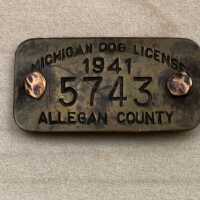 MICHIGAN DOG LICENSE
1941
5743
ALLEGAN COUNTY